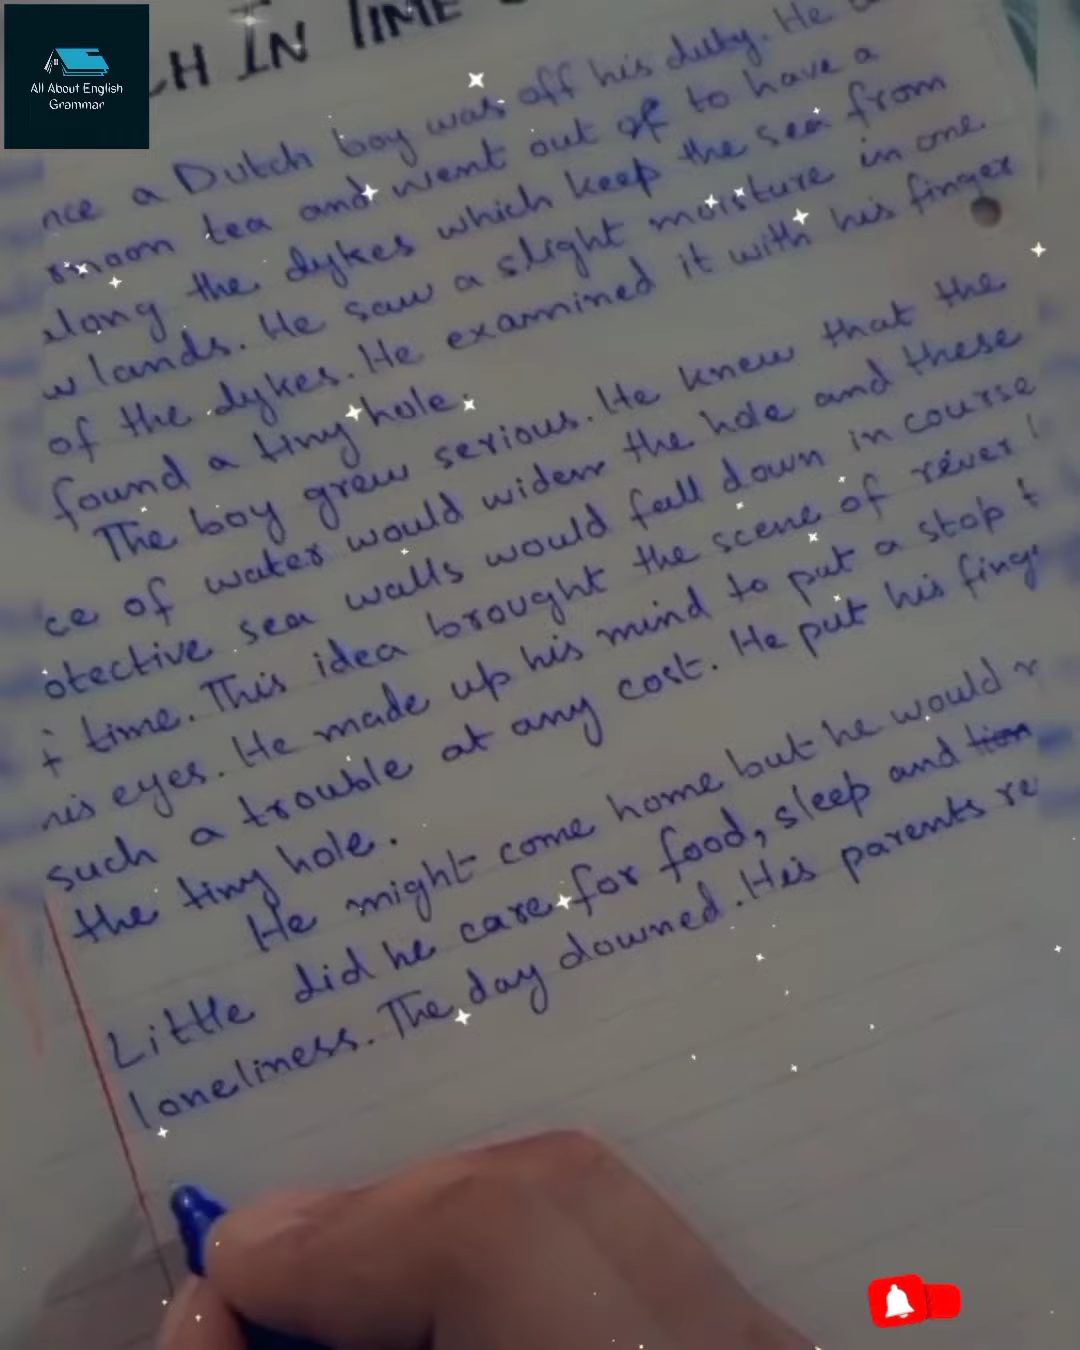 All About English
Grammar
CH IN TIME
nce a Dutch boy was off his duty. He
rnoon tea and went out of to have a
along the dykes which keep the sea from
w lands. He saw a slight moisture in one
of the dykes. He examined it with his finger
found a tiny hole.
The boy grew serious. He knew that the
ce of water would widen the hole and these
otective sea walls would fall down in course
f time. This idea brought the scene of river
his eyes. He made up his mind to put a stop t
such a trouble at any cost. He put his finge
the tiny hole.
He might come home but he would n
Little did he care for food, sleep and
loneliness. The day downed. His parents re